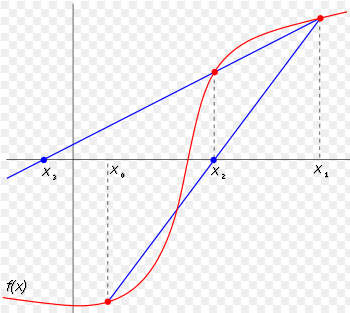 X₃ X₀ X₂ X₁
f(x)